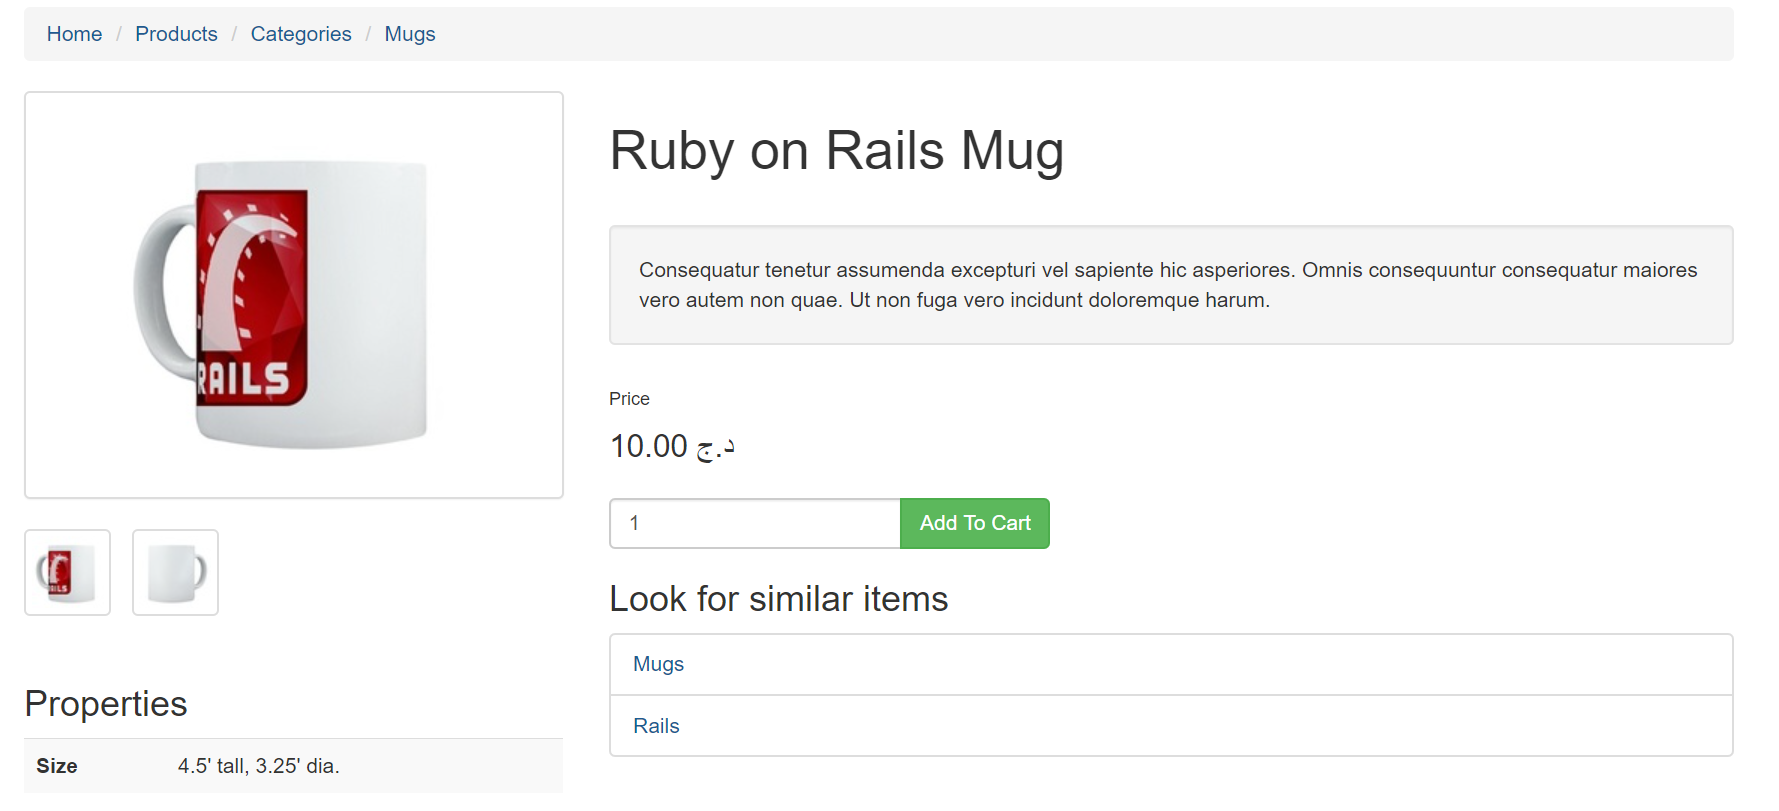 Home / Products / Categories / Mugs
RAILS
RAILS
Properties
Size 4.5' tall, 3.25' dia.
Ruby on Rails Mug
Consequatur tenetur assumenda excepturi vel sapiente hic asperiores. Omnis consequuntur consequatur maiores
vero autem non quae. Ut non fuga vero incidunt doloremque harum.
Price
10.00 د.ج
1 Add To Cart
Look for similar items
Mugs
Rails